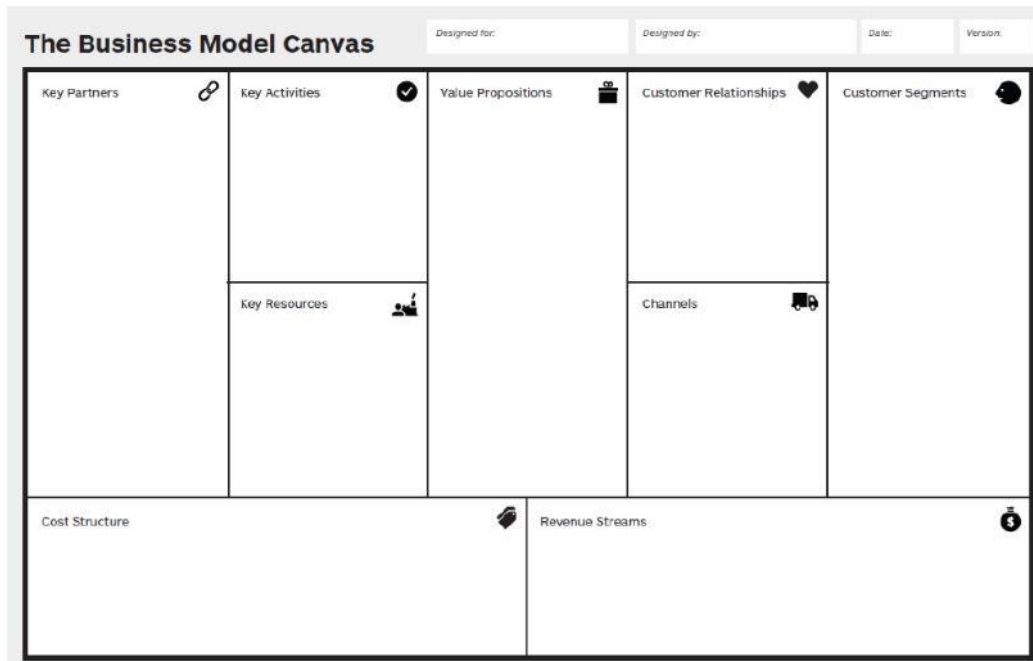 The Business Model Canvas
Designed for:
Designed by:
Date:
Version:
Key Partners
Key Activities
Value Propositions
Customer Relationships
Customer Segments
Key Resources
Channels
Cost Structure
Revenue Streams